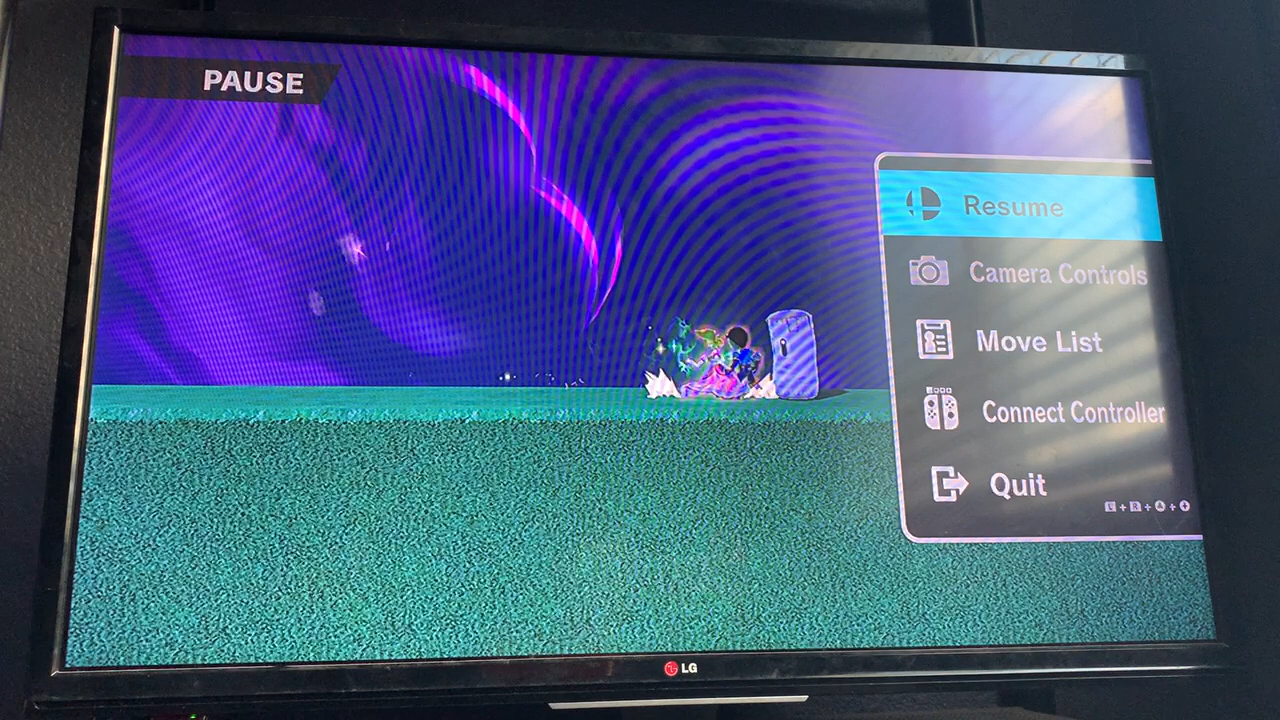 PAUSE
Resume
Camera Controls
Move List
Connect Controller
Quit
L+R+A+
LG